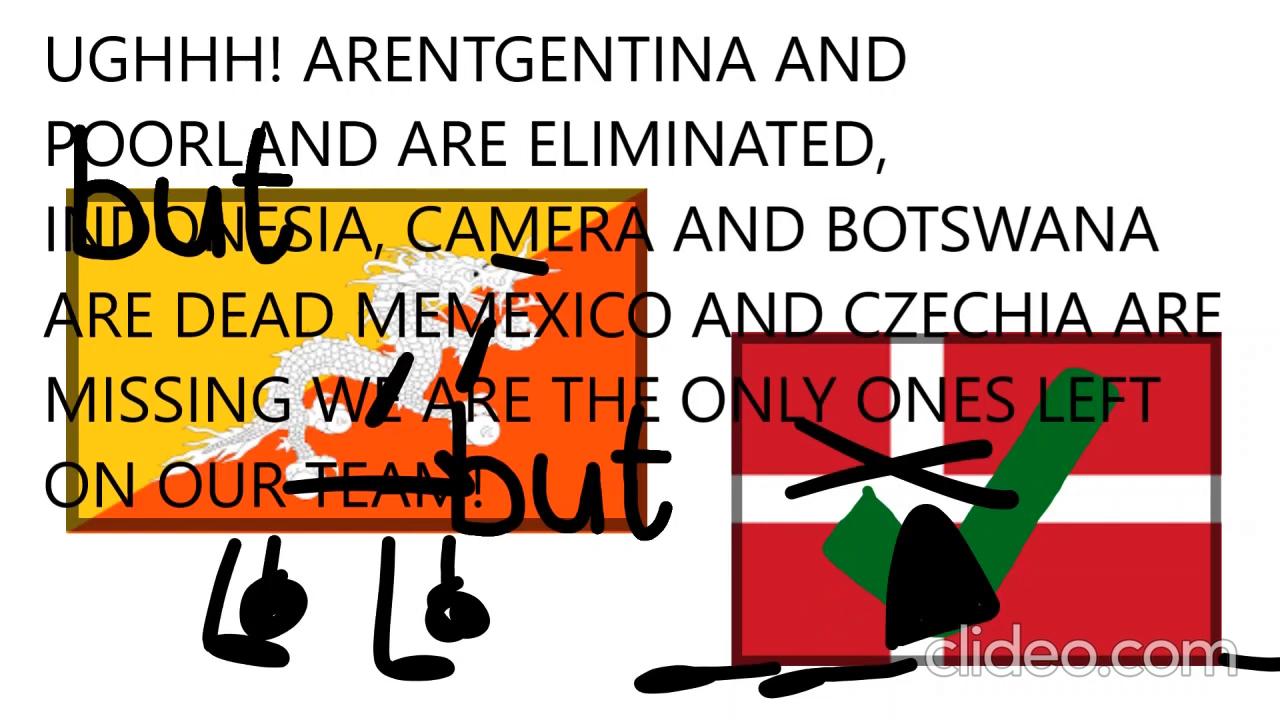 UGHHH! ARENTGENTINA AND
POORLAND ARE ELIMINATED,
but
INDONESIA, CAMERA AND BOTSWANA
ARE DEAD MEMEXICO AND CZECHIA ARE
MISSING WE ARE THE ONLY ONES LEFT
ON OUR TEAM!
but
clideo.com